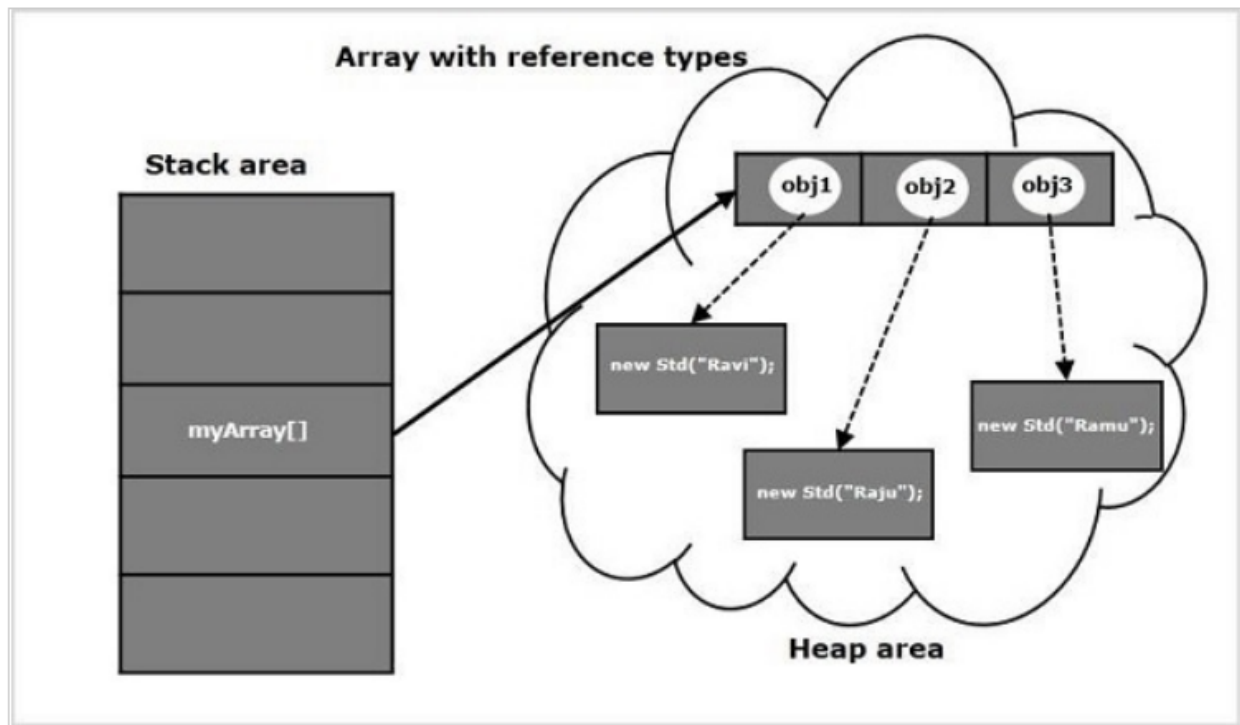 Array with reference types
Stack area
obj1
obj2
obj3
new Std("Ravi");
myArray[]
new Std("Ramu");
new Std("Raju");
Heap area